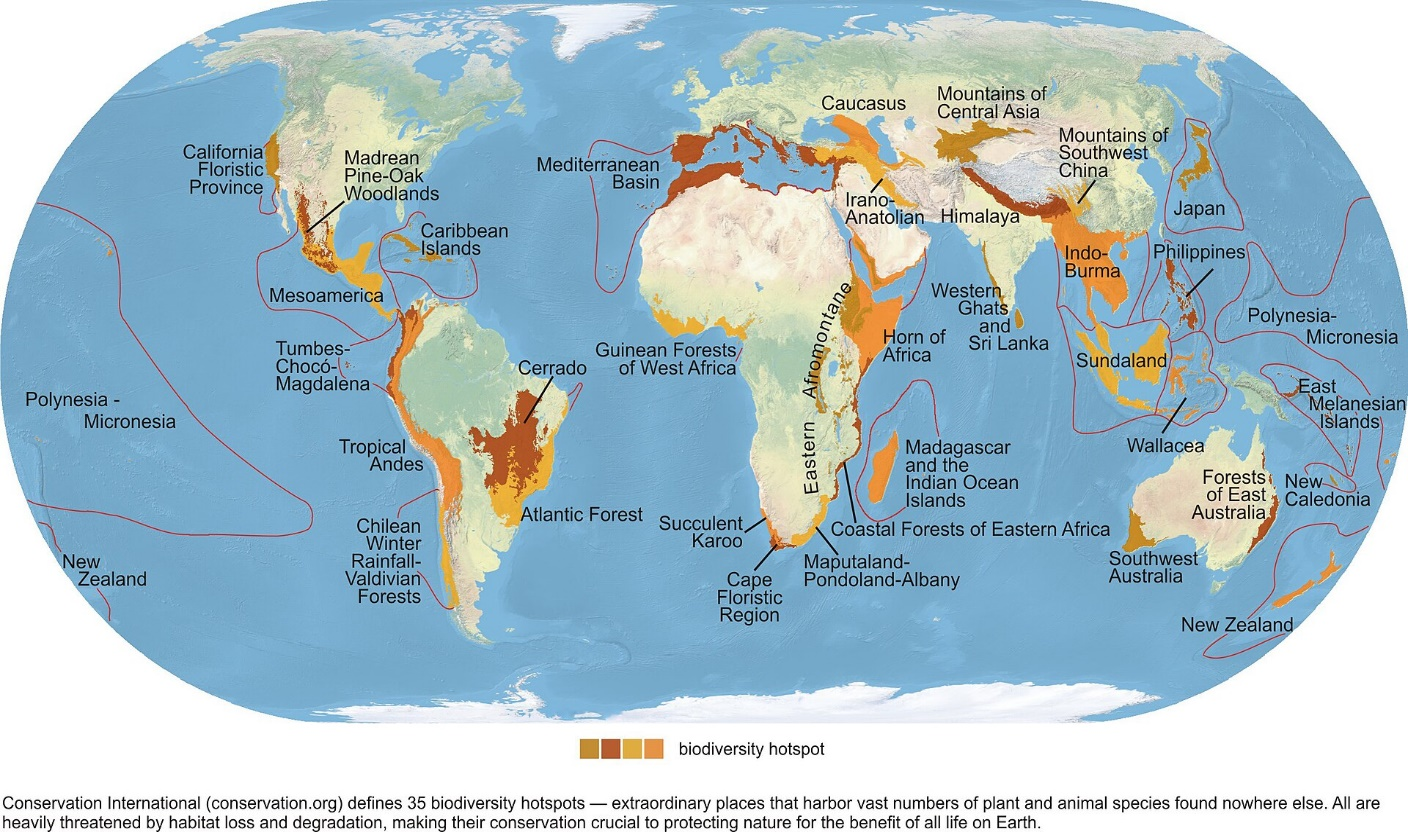 Caucasus
Mountains of
Central Asia
Mountains of
Southwest
China
California
Floristic
Province
Madrean
Pine-Oak
Woodlands
Mediterranean
Basin
Irano-
Anatolian
Himalaya
Japan
Caribbean
Islands
Indo-
Burma
Philippines
Mesoamerica
Western
Ghats
and
Sri Lanka
Polynesia-
Micronesia
Tumbes-
Chocó-
Magdalena
Cerrado
Guinean Forests
of West Africa
Eastern Afromontane
Horn of
Africa
Sundaland
Polynesia -
Micronesia
East
Melanesian
Islands
Wallacea
Tropical
Andes
Madagascar
and the
Indian Ocean
Islands
Forests
of East
Australia
New
Caledonia
Atlantic Forest
Chilean
Winter
Rainfall-
Valdivian
Forests
Succulent
Karoo
Coastal Forests of Eastern Africa
New
Zealand
Cape
Floristic
Region
Maputaland-
Pondoland-Albany
Southwest
Australia
New Zealand
biodiversity hotspot
Conservation International (conservation.org) defines 35 biodiversity hotspots — extraordinary places that harbor vast numbers of plant and animal species found nowhere else. All are
heavily threatened by habitat loss and degradation, making their conservation crucial to protecting nature for the benefit of all life on Earth.